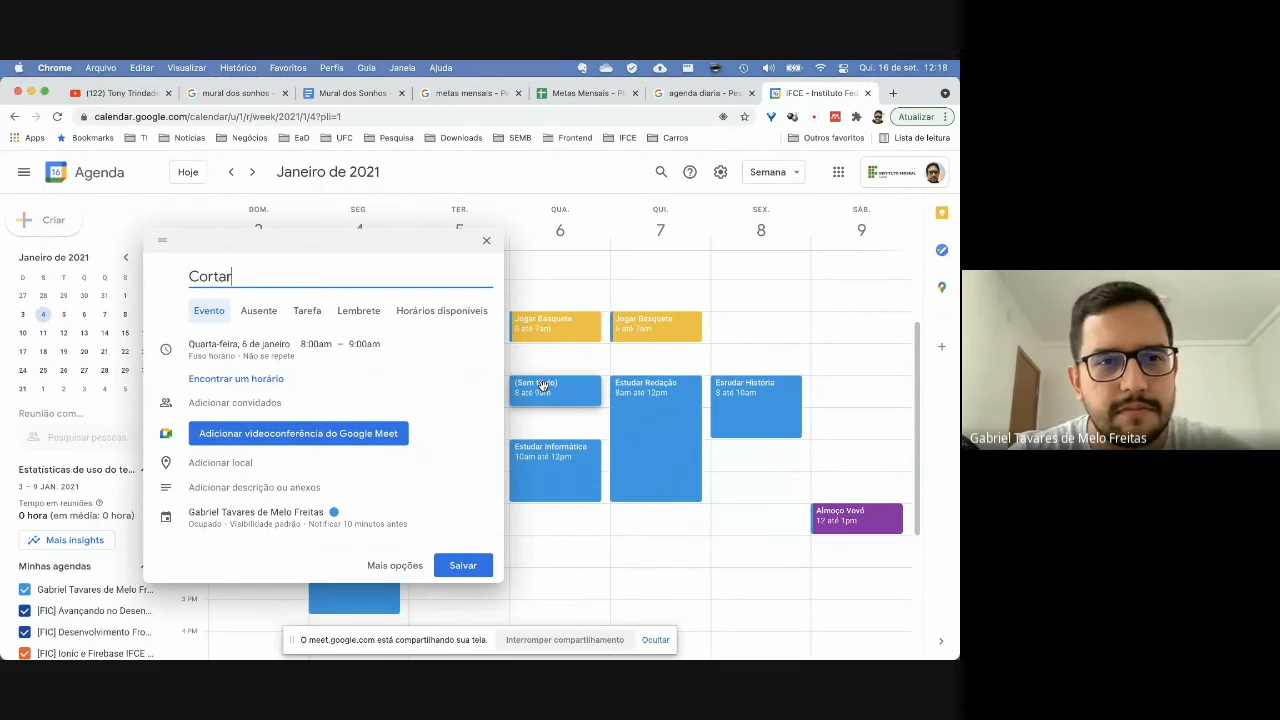 Chrome Arquivo Editar Visualizar Histórico Favoritos Perfis Guia Janela Ajuda Qui. 16 de set. 12:18
(122) Tony Trindade mural dos sonhos - Mural dos Sonhos - metas mensais - Pe Metas Mensais - Pl agenda diaria - Pes IFCE - Instituto Fed
calendar.google.com/calendar/u/1/r/week/2021/1/4?pli=1 Atualizar
Apps Bookmarks TI Notícias Negócios EaD UFC Pesquisa Downloads SEMB Frontend IFCE Carros Outros favoritos Lista de leitura
16 Agenda Hoje Janeiro de 2021 Semana INSTITUTO FEDERAL
Criar
DOM. SEG. TER. QUA. QUI. SEX. SÁB.
3 4 5 6 7 8 9
Janeiro de 2021
D S T Q Q S S
27 28 29 30 31 1 2
3 4 5 6 7 8 9
10 11 12 13 14 15 16
17 18 19 20 21 22 23
24 25 26 27 28 29 30
31 1 2 3 4 5 6
Reunião com...
Pesquisar pessoas
Estatísticas de uso do te...
3 – 9 JAN. 2021
Tempo em reuniões
0 hora (em média: 0 hora)
Mais insights
Minhas agendas
Gabriel Tavares de Melo Fr...
[FIC] Avançando no Desen...
[FIC] Desenvolvimento Fro...
[FIC] Ionic e Firebase IFCE ...
Cortar
Evento Ausente Tarefa Lembrete Horários disponíveis
Quarta-feira, 6 de janeiro 8:00am – 9:00am
Fuso horário · Não se repete
Encontrar um horário
Adicionar convidados
Adicionar videoconferência do Google Meet
Adicionar local
Adicionar descrição ou anexos
Gabriel Tavares de Melo Freitas
Ocupado · Visibilidade padrão · Notificar 10 minutos antes
Mais opções Salvar
Jogar Basquete
6 até 7am
Jogar Basquete
6 até 7am
8 até 9am
Estudar Redação
8am até 12pm
Esrudar História
8 até 10am
Estudar Informática
10am até 12pm
Almoço Vovó
12 até 1pm
3 PM
4 PM
O meet.google.com está compartilhando sua tela. Interromper compartilhamento Ocultar
Gabriel Tavares de Melo Freitas